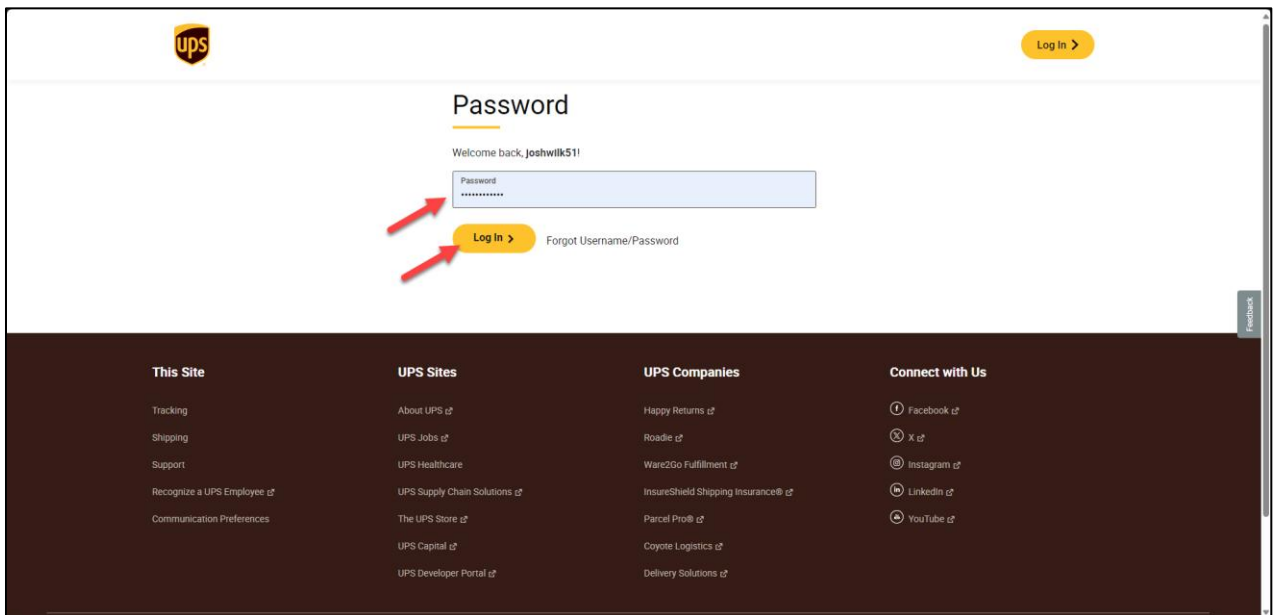 ups
Log In
Password
Welcome back, joshwilk51!
Password
••••••••••••
Log In
Forgot Username/Password
Feedback
This Site
Tracking
Shipping
Support
Recognize a UPS Employee
Communication Preferences
UPS Sites
About UPS
UPS Jobs
UPS Healthcare
UPS Supply Chain Solutions
The UPS Store
UPS Capital
UPS Developer Portal
UPS Companies
Happy Returns
Roadie
Ware2Go Fulfillment
InsureShield Shipping Insurance®
Parcel Pro®
Coyote Logistics
Delivery Solutions
Connect with Us
Facebook
X
Instagram
LinkedIn
YouTube